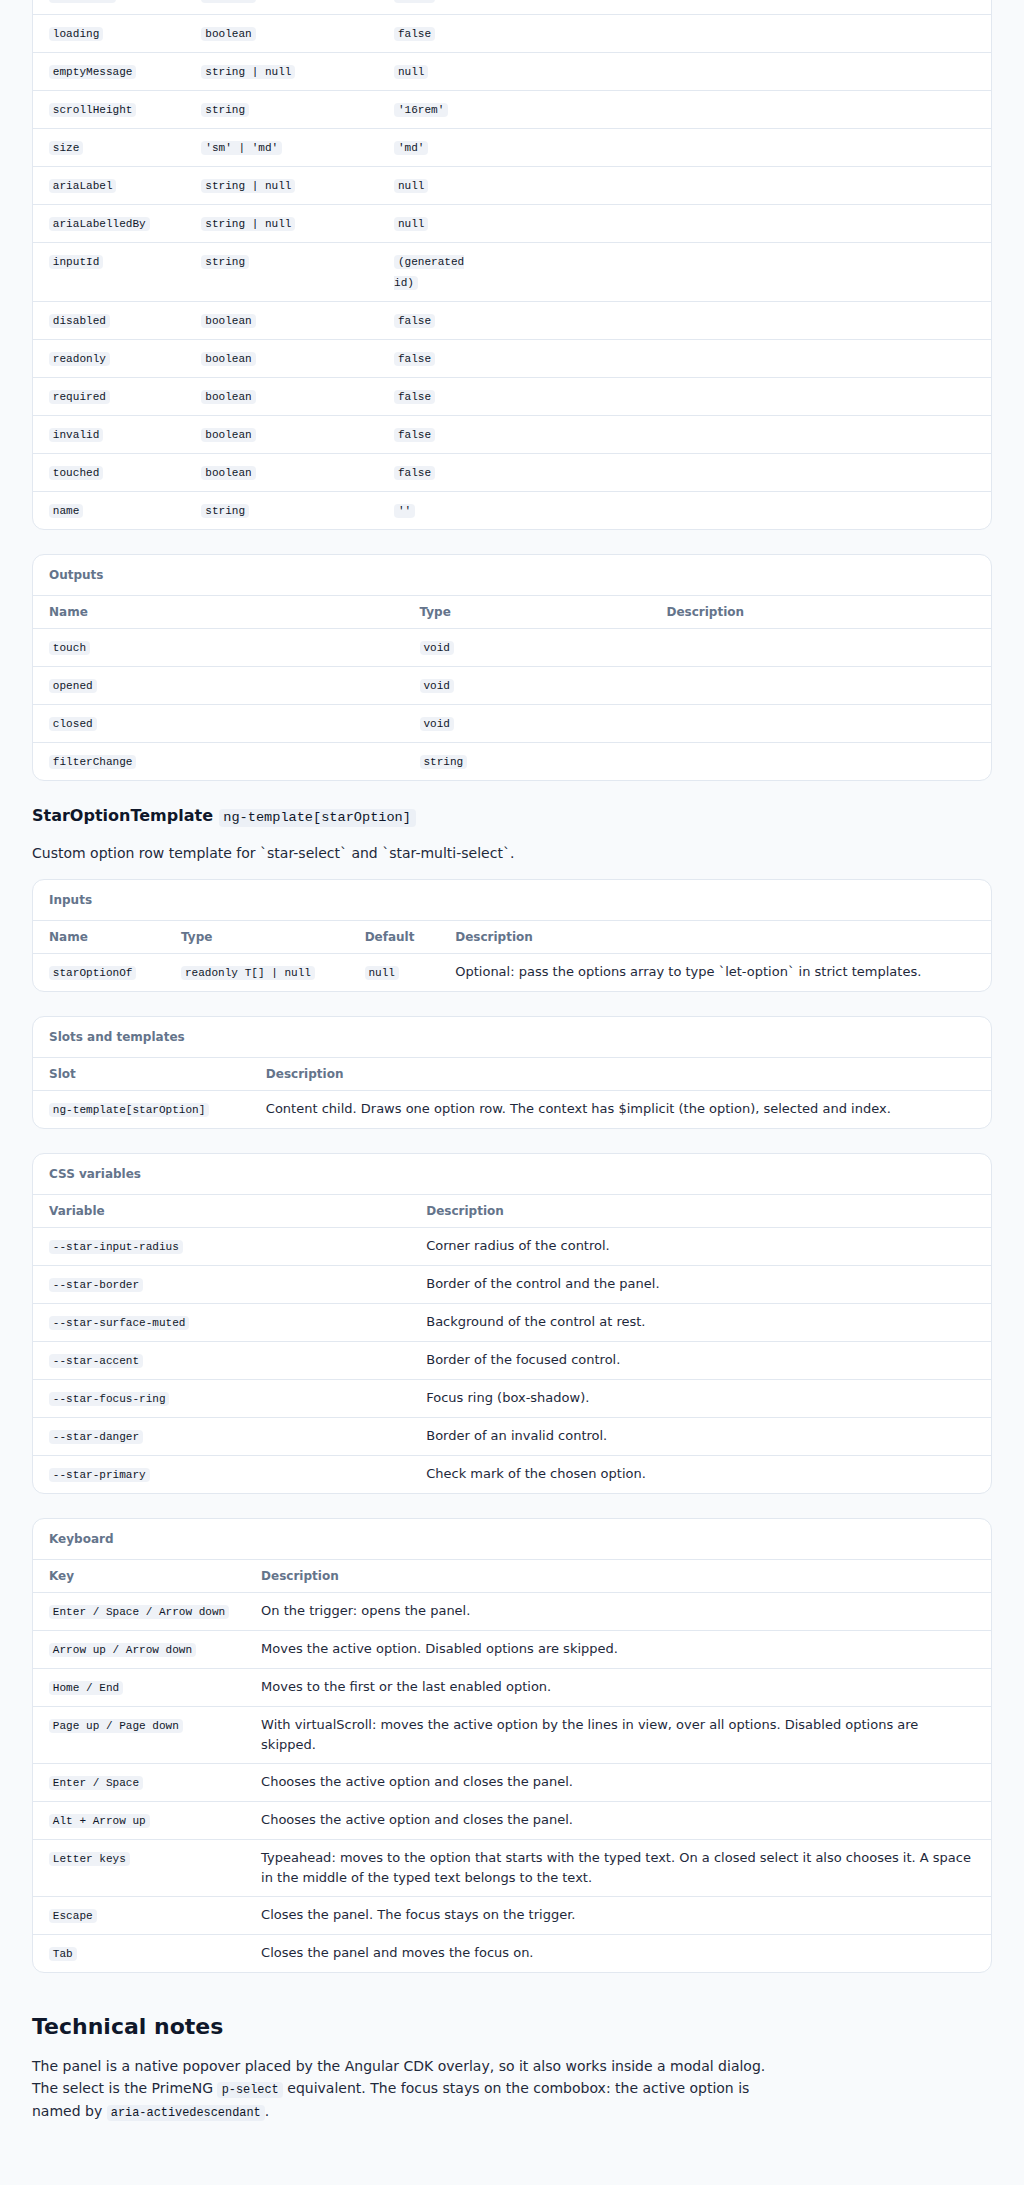 loading boolean false
emptyMessage string | null null
scrollHeight string '16rem'
size 'sm' | 'md' 'md'
ariaLabel string | null null
ariaLabelledBy string | null null
inputId string (generated
id)
disabled boolean false
readonly boolean false
required boolean false
invalid boolean false
touched boolean false
name string ''
Outputs
Name Type Description
touch void
opened void
closed void
filterChange string
StarOptionTemplate ng-template[starOption]
Custom option row template for `star-select` and `star-multi-select`.
Inputs
Name Type Default Description
starOptionOf readonly T[] | null null Optional: pass the options array to type `let-option` in strict templates.
Slots and templates
Slot Description
ng-template[starOption] Content child. Draws one option row. The context has $implicit (the option), selected and index.
CSS variables
Variable Description
--star-input-radius Corner radius of the control.
--star-border Border of the control and the panel.
--star-surface-muted Background of the control at rest.
--star-accent Border of the focused control.
--star-focus-ring Focus ring (box-shadow).
--star-danger Border of an invalid control.
--star-primary Check mark of the chosen option.
Keyboard
Key Description
Enter / Space / Arrow down On the trigger: opens the panel.
Arrow up / Arrow down Moves the active option. Disabled options are skipped.
Home / End Moves to the first or the last enabled option.
Page up / Page down With virtualScroll: moves the active option by the lines in view, over all options. Disabled options are
skipped.
Enter / Space Chooses the active option and closes the panel.
Alt + Arrow up Chooses the active option and closes the panel.
Letter keys Typeahead: moves to the option that starts with the typed text. On a closed select it also chooses it. A space
in the middle of the typed text belongs to the text.
Escape Closes the panel. The focus stays on the trigger.
Tab Closes the panel and moves the focus on.
Technical notes
The panel is a native popover placed by the Angular CDK overlay, so it also works inside a modal dialog.
The select is the PrimeNG p-select equivalent. The focus stays on the combobox: the active option is
named by aria-activedescendant.